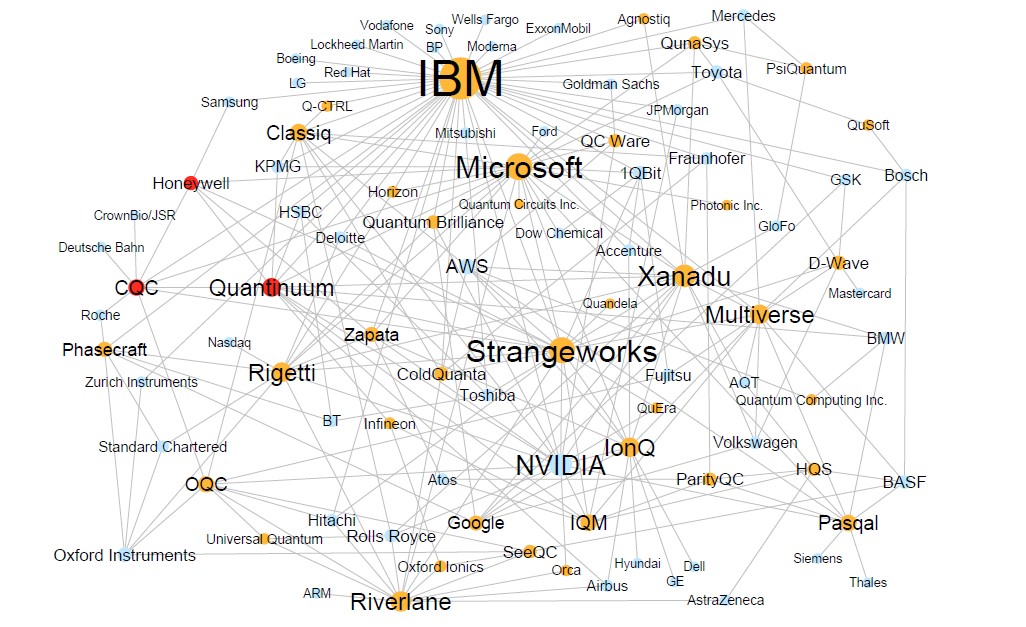 Vodafone
Sony
Wells Fargo
ExxonMobil
Agnostiq
Mercedes
Lockheed Martin
BP
Moderna
QunaSys
Boeing
Red Hat
IBM
Toyota
PsiQuantum
LG
Goldman Sachs
Samsung
Q-CTRL
JPMorgan
Classiq
Mitsubishi
Ford
QC Ware
QuSoft
KPMG
Microsoft
1QBit
Fraunhofer
Honeywell
Horizon
GSK
Bosch
CrownBio/JSR
HSBC
Quantum Circuits Inc.
Photonic Inc.
Quantum Brilliance
Deloitte
Dow Chemical
GloFo
Deutsche Bahn
Accenture
AWS
Xanadu
D-Wave
CQC
Quantinuum
Mastercard
Roche
Quandela
Multiverse
Zapata
BMW
Phasecraft
Nasdaq
Strangeworks
Rigetti
ColdQuanta
Fujitsu
Zurich Instruments
Toshiba
AQT
Quantum Computing Inc.
BT
Infineon
QuEra
Standard Chartered
IonQ
Volkswagen
NVIDIA
HQS
OQC
Atos
ParityQC
BASF
Hitachi
Google
IQM
Pasqal
Universal Quantum
Rolls Royce
Oxford Instruments
SeeQC
Oxford Ionics
Orca
Hyundai
Dell
Siemens
ARM
Airbus
GE
Thales
Riverlane
AstraZeneca